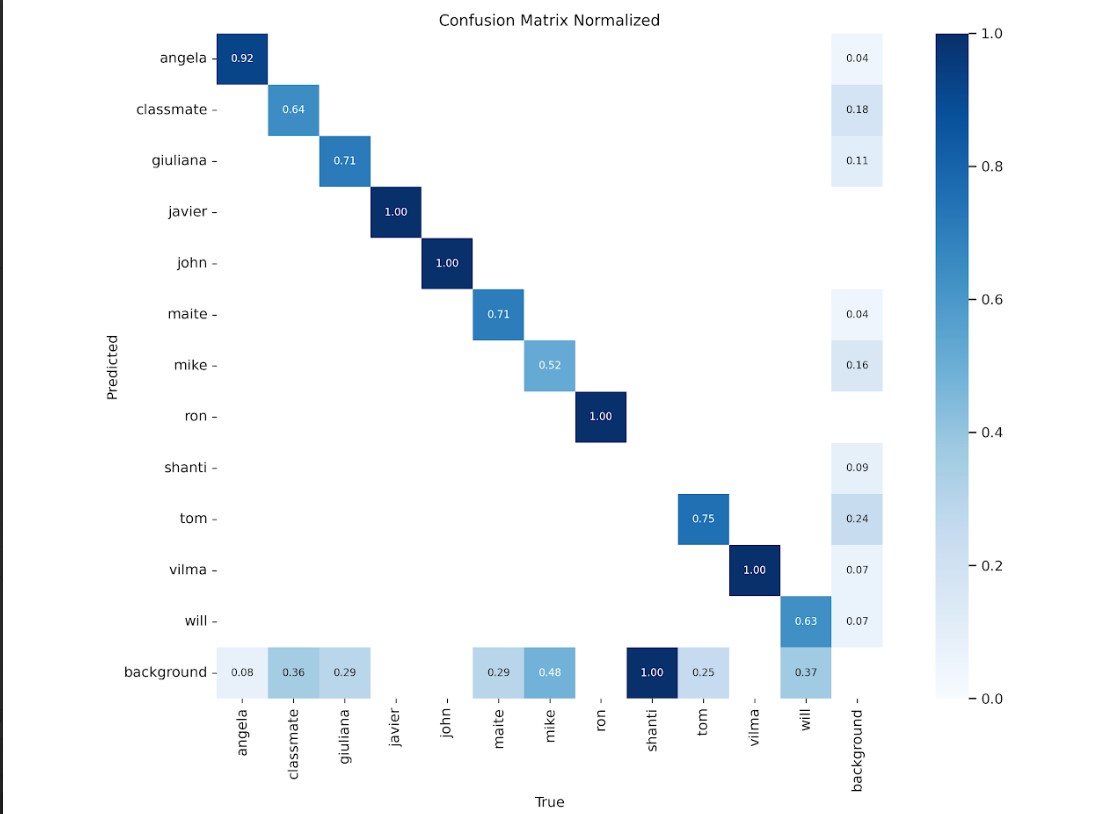 Confusion Matrix Normalized
angela 0.92 0.04
classmate 0.64 0.18
giuliana 0.71 0.11
javier 1.00
john 1.00
maite 0.71 0.04
mike 0.52 0.16
ron 1.00
shanti 0.09
tom 0.75 0.24
vilma 1.00 0.07
will 0.63 0.07
background 0.08 0.36 0.29 0.29 0.48 1.00 0.25 0.37
angela classmate giuliana javier john maite mike ron shanti tom vilma will background
Predicted
True
1.0
0.8
0.6
0.4
0.2
0.0